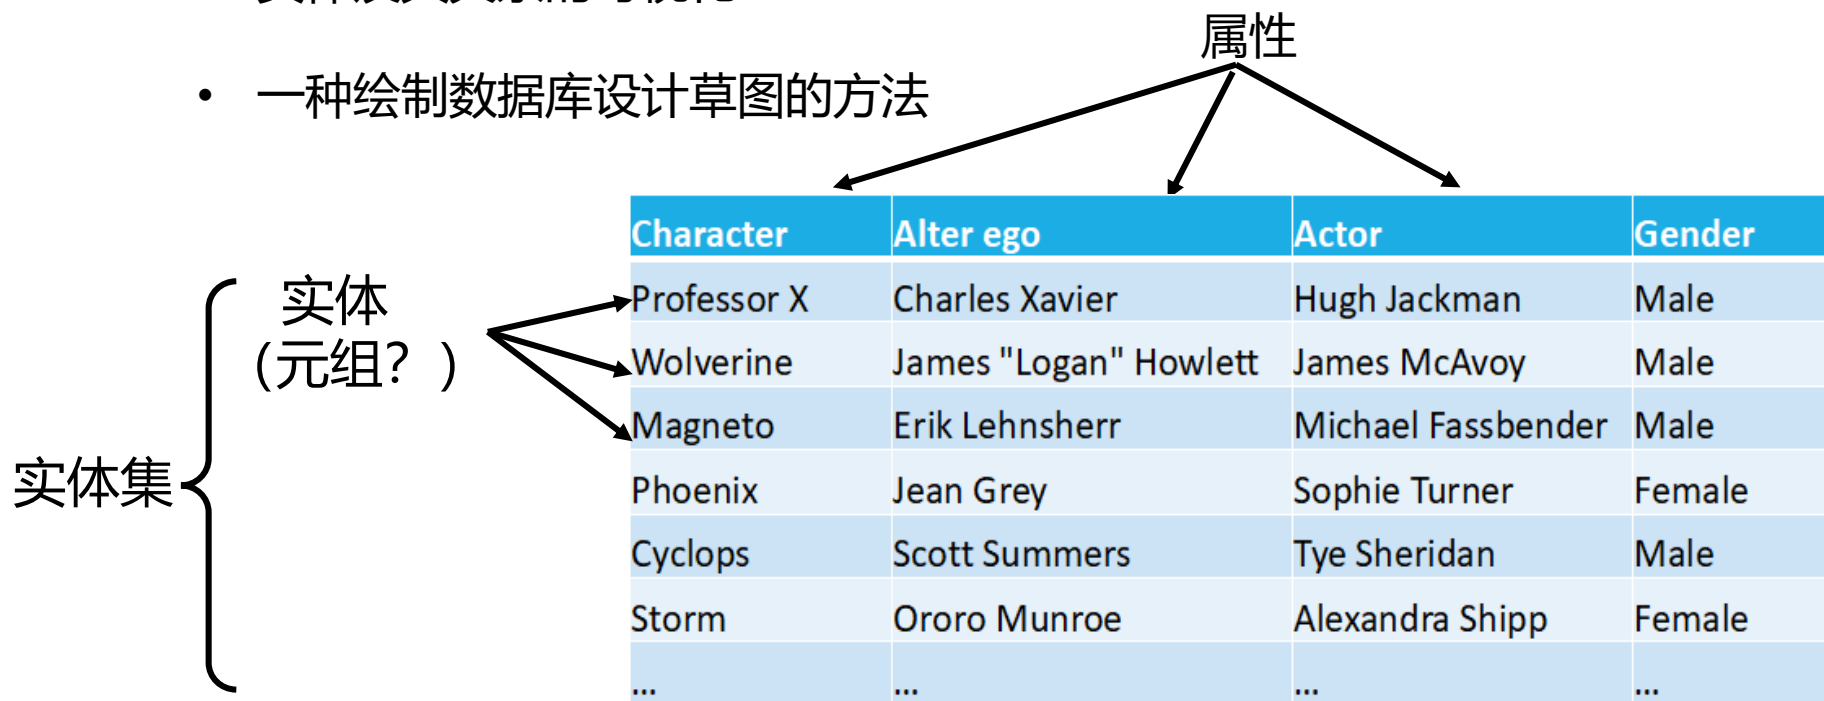 属性
• 一种绘制数据库设计草图的方法
Character Alter ego Actor Gender
实体
（元组？）
实体集
Professor X Charles Xavier Hugh Jackman Male
Wolverine James "Logan" Howlett James McAvoy Male
Magneto Erik Lehnsherr Michael Fassbender Male
Phoenix Jean Grey Sophie Turner Female
Cyclops Scott Summers Tye Sheridan Male
Storm Ororo Munroe Alexandra Shipp Female
... ... ... ...